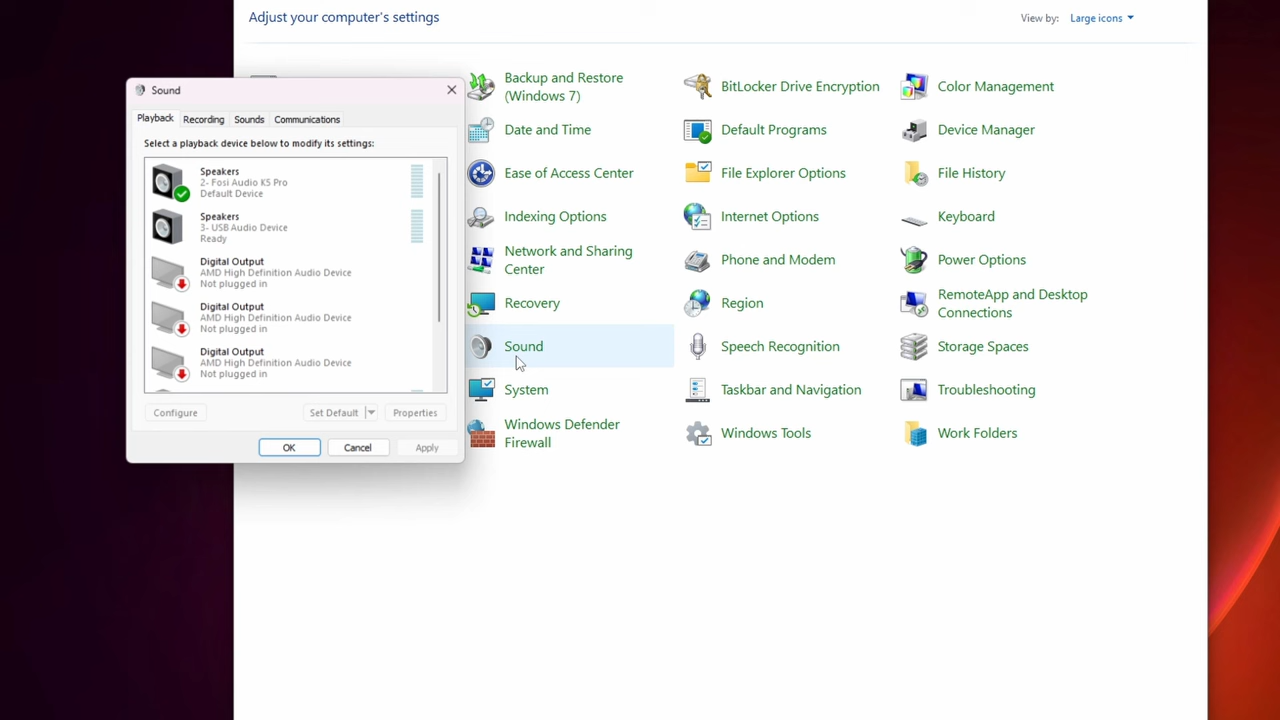 Adjust your computer's settings
View by: Large icons
Sound
Playback Recording Sounds Communications
Select a playback device below to modify its settings:
Speakers
2- Fosi Audio K5 Pro
Default Device
Speakers
3- USB Audio Device
Ready
Digital Output
AMD High Definition Audio Device
Not plugged in
Digital Output
AMD High Definition Audio Device
Not plugged in
Digital Output
AMD High Definition Audio Device
Not plugged in
Configure Set Default Properties
OK Cancel Apply
Backup and Restore
(Windows 7)
BitLocker Drive Encryption
Color Management
Date and Time
Default Programs
Device Manager
Ease of Access Center
File Explorer Options
File History
Indexing Options
Internet Options
Keyboard
Network and Sharing
Center
Phone and Modem
Power Options
Recovery
Region
RemoteApp and Desktop
Connections
Sound
Speech Recognition
Storage Spaces
System
Taskbar and Navigation
Troubleshooting
Windows Defender
Firewall
Windows Tools
Work Folders